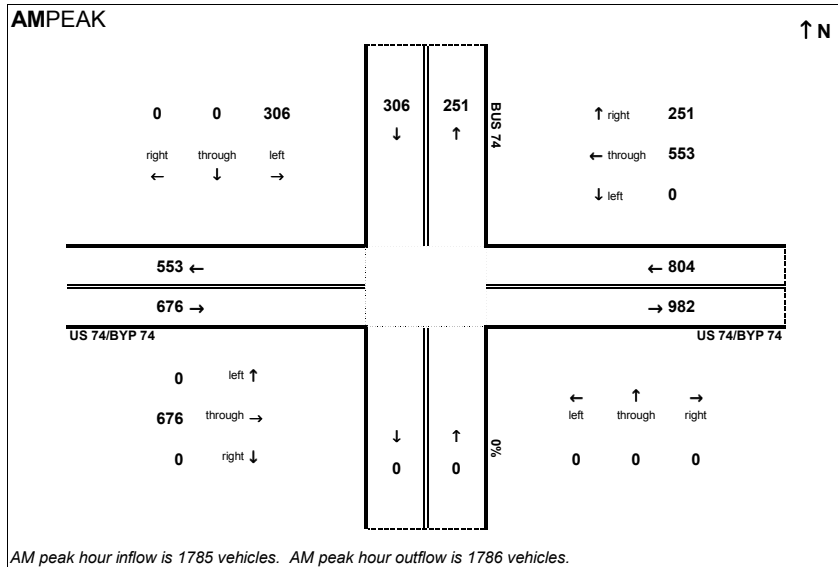 AMPEAK
↑ N
0 0 306
right through left
← ↓ →
306 251
↓ ↑
BUS 74
↑ right 251
← through 553
↓ left 0
553 ←
676 →
← 804
→ 982
US 74/BYP 74
US 74/BYP 74
0 left ↑
676 through →
0 right ↓
↓ ↑
0 0
0%
← ↑ →
left through right
0 0 0
AM peak hour inflow is 1785 vehicles. AM peak hour outflow is 1786 vehicles.